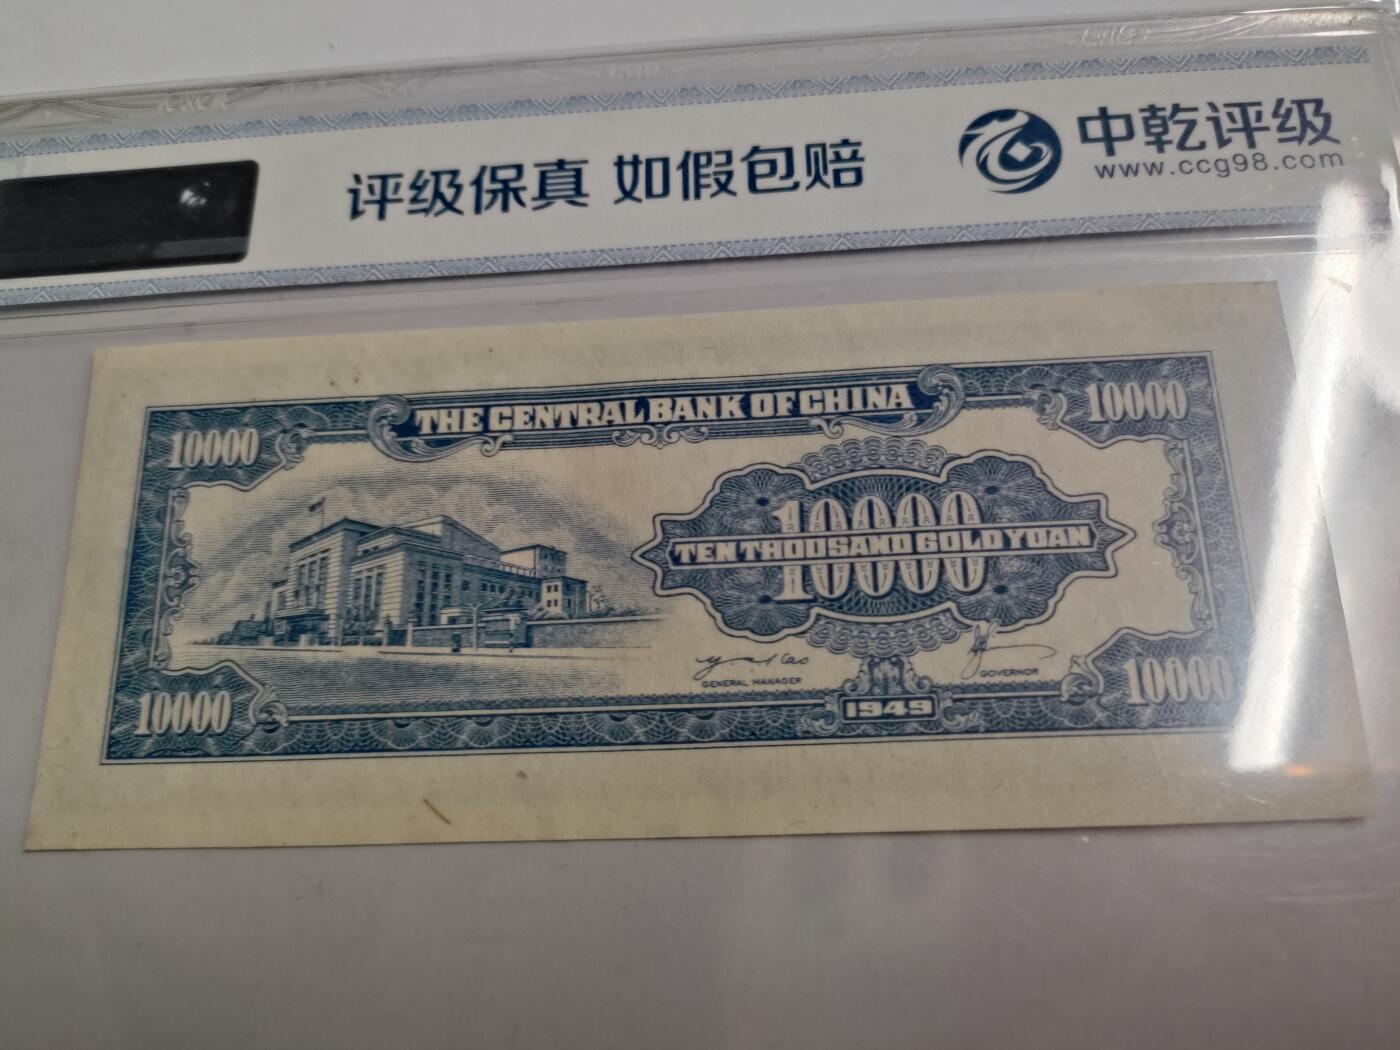 评级保真 如假包赔
中乾评级
www.ccg98.com
THE CENTRAL BANK OF CHINA
10000
10000
10000
TEN THOUSAND GOLD YUAN
GENERAL MANAGER
GOVERNOR
10000
1949
10000